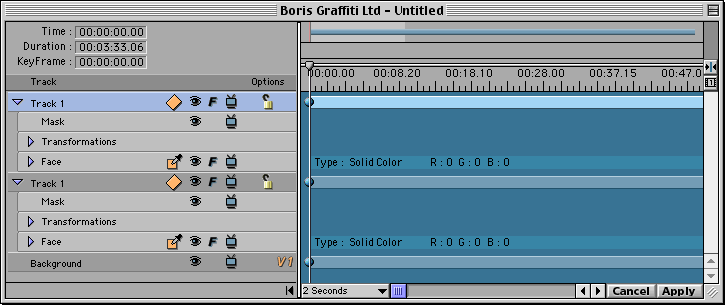 Boris Graffiti Ltd – Untitled
Time : 00:00:00.00
Duration : 00:03:33.06
KeyFrame : 00:00:00.00
Track Options 00:00.00 00:08.20 00:18.10 00:28.00 00:37.15 00:47.0
Track 1 F
Mask
Transformations
Face F Type : Solid Color R : 0 G : 0 B : 0
Track 1 F
Mask
Transformations
Face F Type : Solid Color R : 0 G : 0 B : 0
Background V1
2 Seconds Cancel Apply